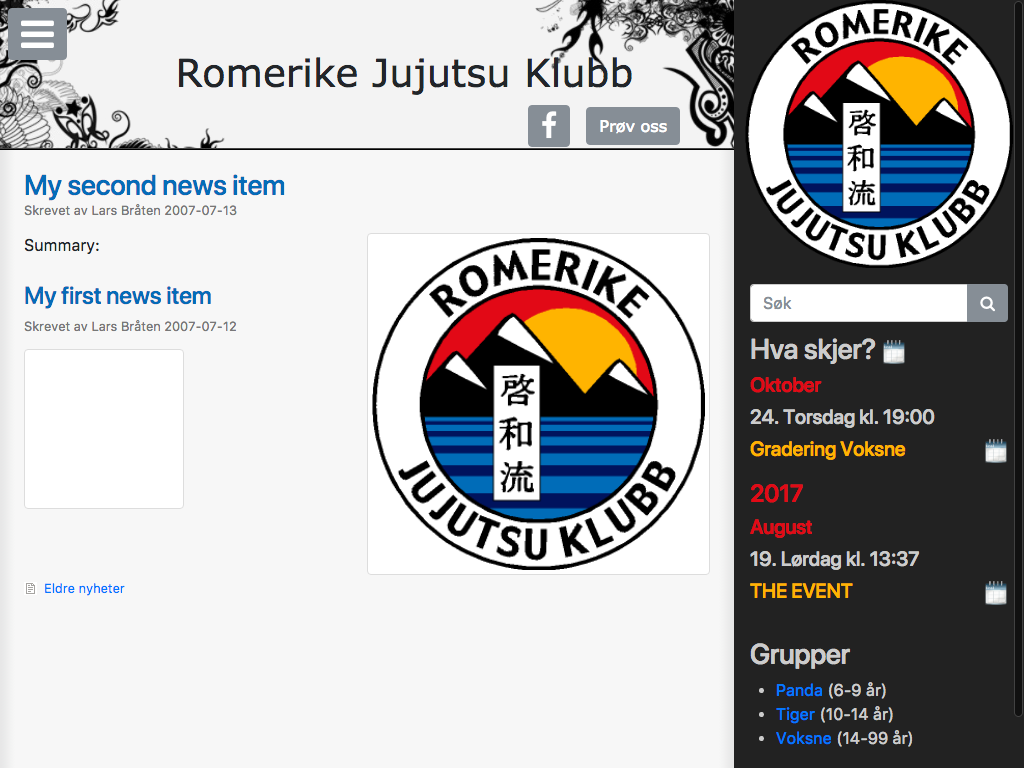 Romerike Jujutsu Klubb
Prøv oss
My second news item
Skrevet av Lars Bråten 2007-07-13
Summary:
My first news item
Skrevet av Lars Bråten 2007-07-12
ROMERIKE
啓
和
流
JUJUTSU KLUBB
Eldre nyheter
ROMERIKE
啓
和
流
JUJUTSU KLUBB
Søk
Hva skjer?
Oktober
24. Torsdag kl. 19:00
Gradering Voksne
2017
August
19. Lørdag kl. 13:37
THE EVENT
Grupper
• Panda (6-9 år)
• Tiger (10-14 år)
• Voksne (14-99 år)